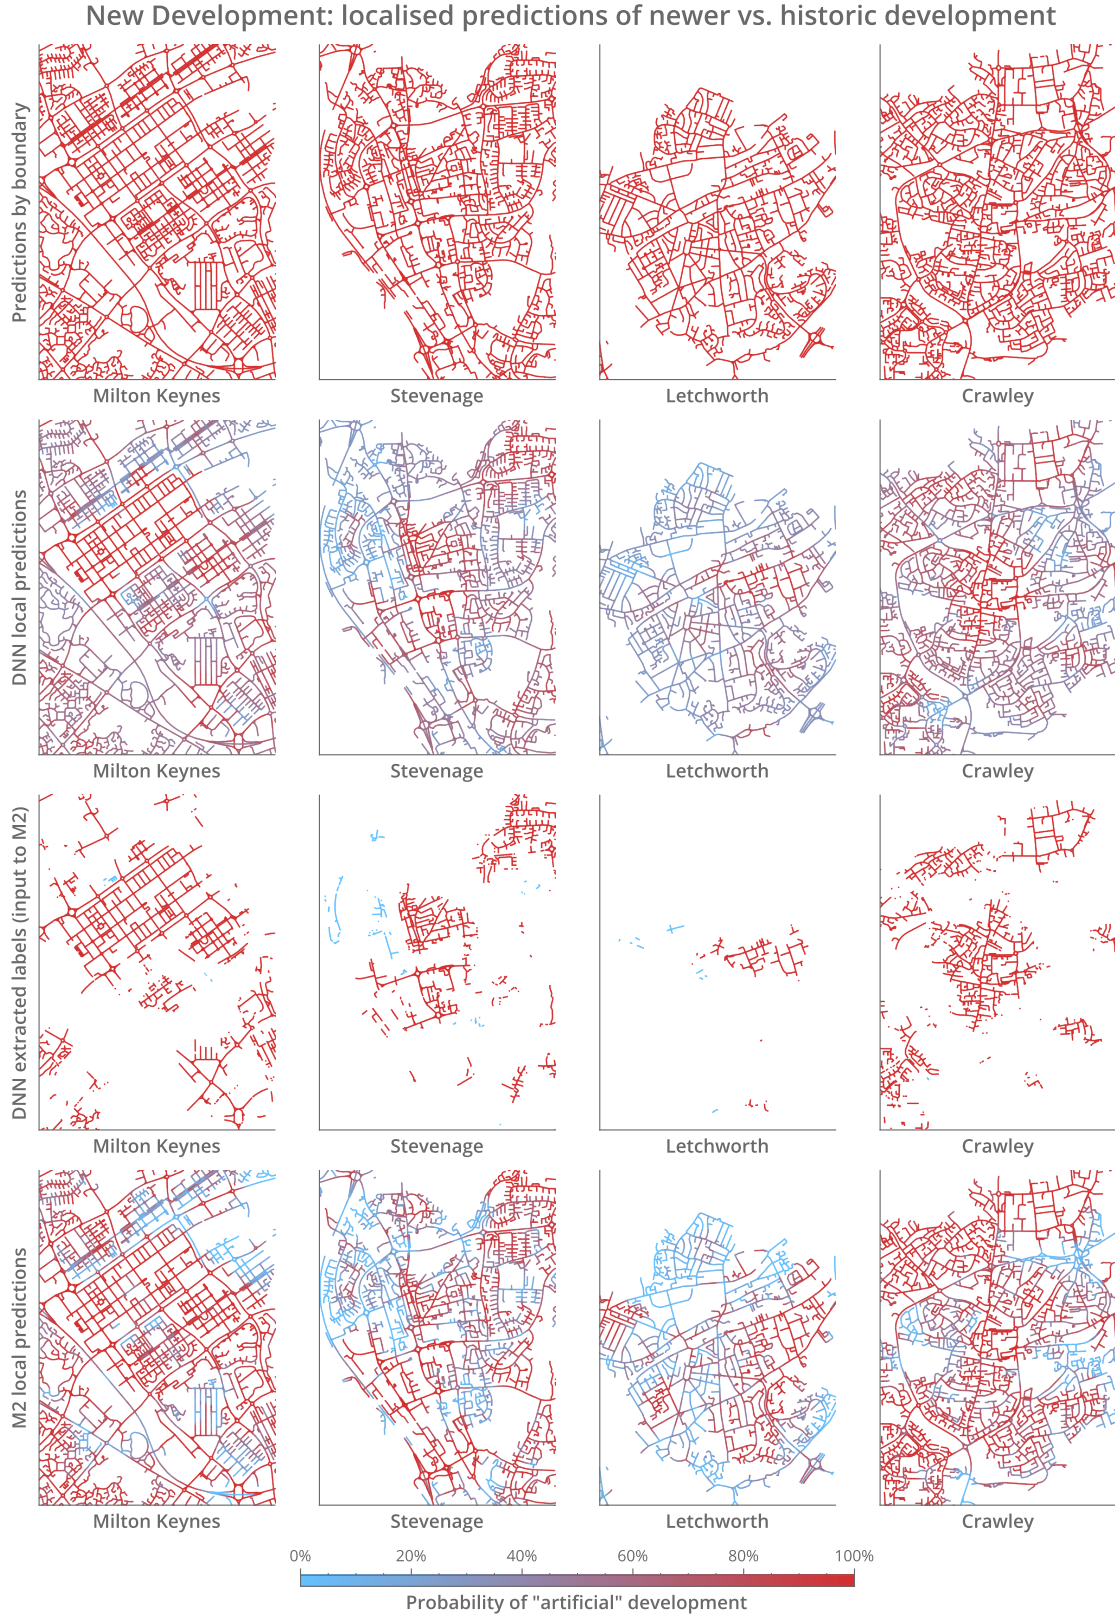 New Development: localised predictions of newer vs. historic development
Predictions by boundary
Milton Keynes
Stevenage
Letchworth
Crawley
DNN local predictions
Milton Keynes
Stevenage
Letchworth
Crawley
DNN extracted labels (input to M2)
Milton Keynes
Stevenage
Letchworth
Crawley
M2 local predictions
Milton Keynes
Stevenage
Letchworth
Crawley
0% 20% 40% 60% 80% 100%
Probability of "artificial" development